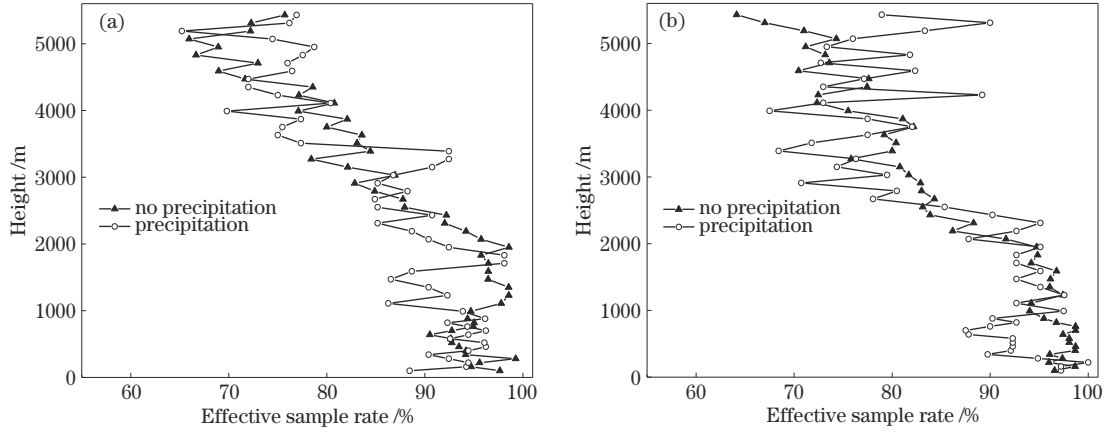 (a)
Height /m
5000
4000
3000
2000
1000
0
no precipitation
precipitation
60
70
80
90
100
Effective sample rate /%
(b)
Height /m
5000
4000
3000
2000
1000
0
no precipitation
precipitation
60
70
80
90
100
Effective sample rate /%